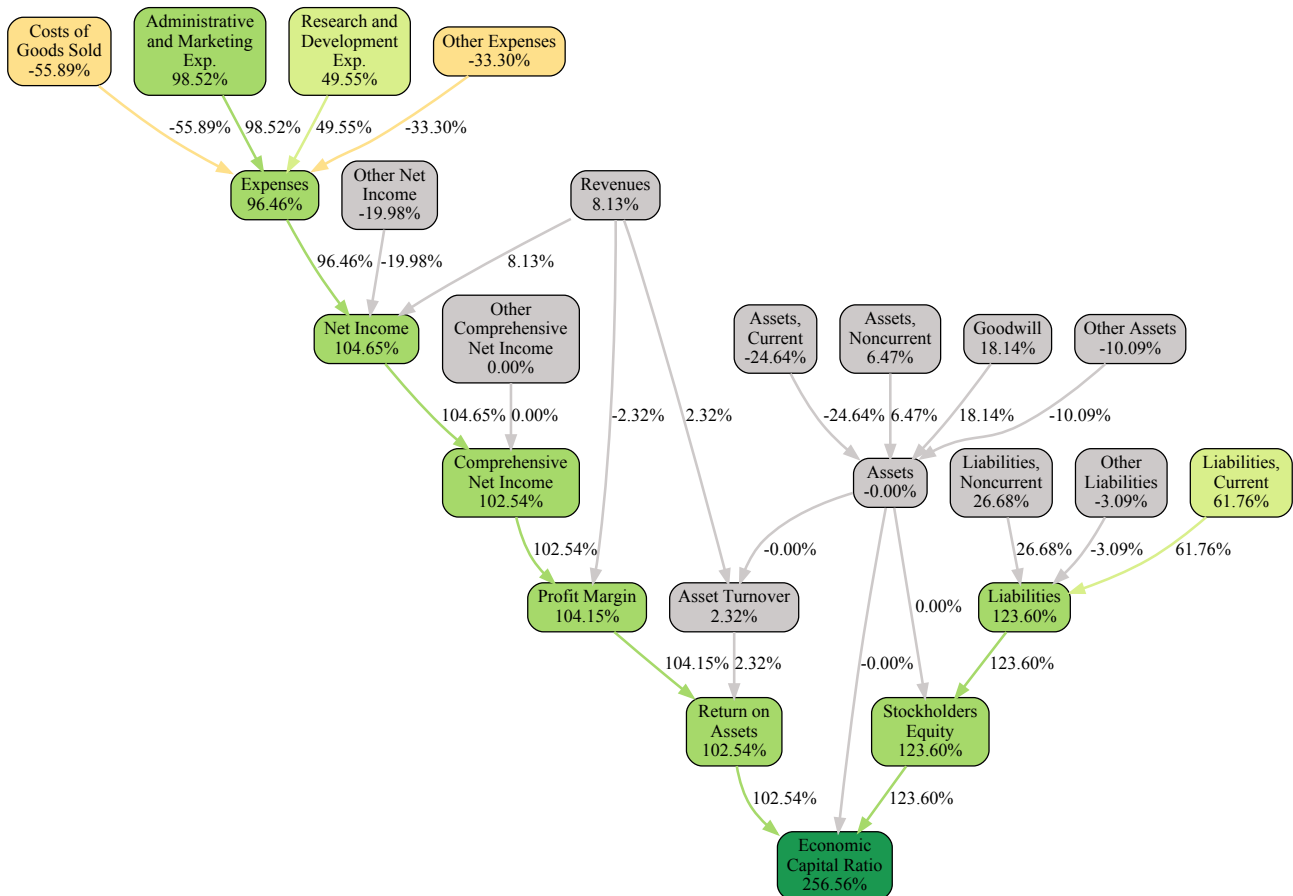 Costs of
Goods Sold
-55.89%
Administrative
and Marketing
Exp.
98.52%
Research and
Development
Exp.
49.55%
Other Expenses
-33.30%
-55.89%
98.52%
49.55%
-33.30%
Expenses
96.46%
Other Net
Income
-19.98%
Revenues
8.13%
96.46%
-19.98%
8.13%
Net Income
104.65%
Other
Comprehensive
Net Income
0.00%
Assets,
Current
-24.64%
Assets,
Noncurrent
6.47%
Goodwill
18.14%
Other Assets
-10.09%
104.65%
0.00%
-2.32%
2.32%
-24.64%
6.47%
18.14%
-10.09%
Comprehensive
Net Income
102.54%
Assets
-0.00%
Liabilities,
Noncurrent
26.68%
Other
Liabilities
-3.09%
Liabilities,
Current
61.76%
102.54%
-0.00%
26.68%
-3.09%
61.76%
Profit Margin
104.15%
Asset Turnover
2.32%
0.00%
Liabilities
123.60%
104.15%
2.32%
-0.00%
123.60%
Return on
Assets
102.54%
Stockholders
Equity
123.60%
102.54%
123.60%
Economic
Capital Ratio
256.56%